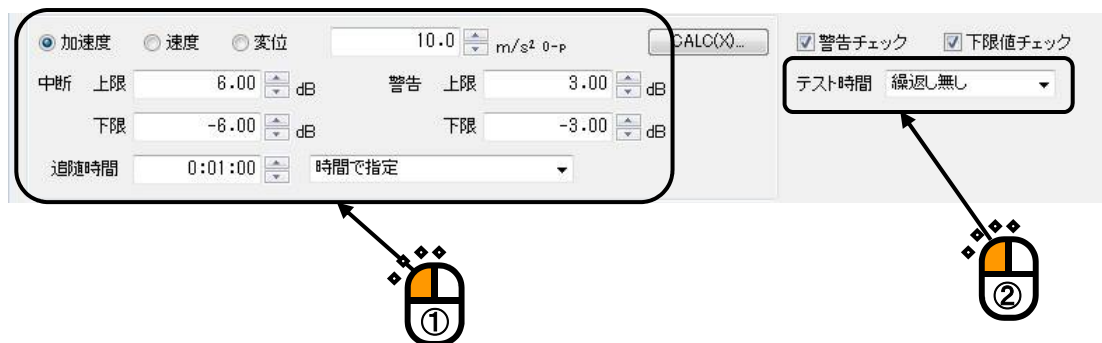 加速度 速度 変位 10.0 m/s² 0-P CALC(X)... 警告チェック 下限値チェック
中断 上限 6.00 dB 警告 上限 3.00 dB テスト時間 繰返し無し
下限 -6.00 dB 下限 -3.00 dB
追随時間 0:01:00 時間で指定
① ②